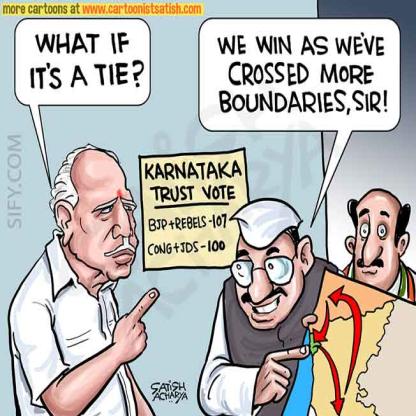 more cartoons at www.cartoonistsatish.com
WHAT IF
IT'S A TIE?
WE WIN AS WE'VE
CROSSED MORE
BOUNDARIES, SIR!
KARNATAKA
TRUST VOTE
BJP+REBELS-107
CONG+JDS-100
SIFY.COM
SATISH
ACHARYA